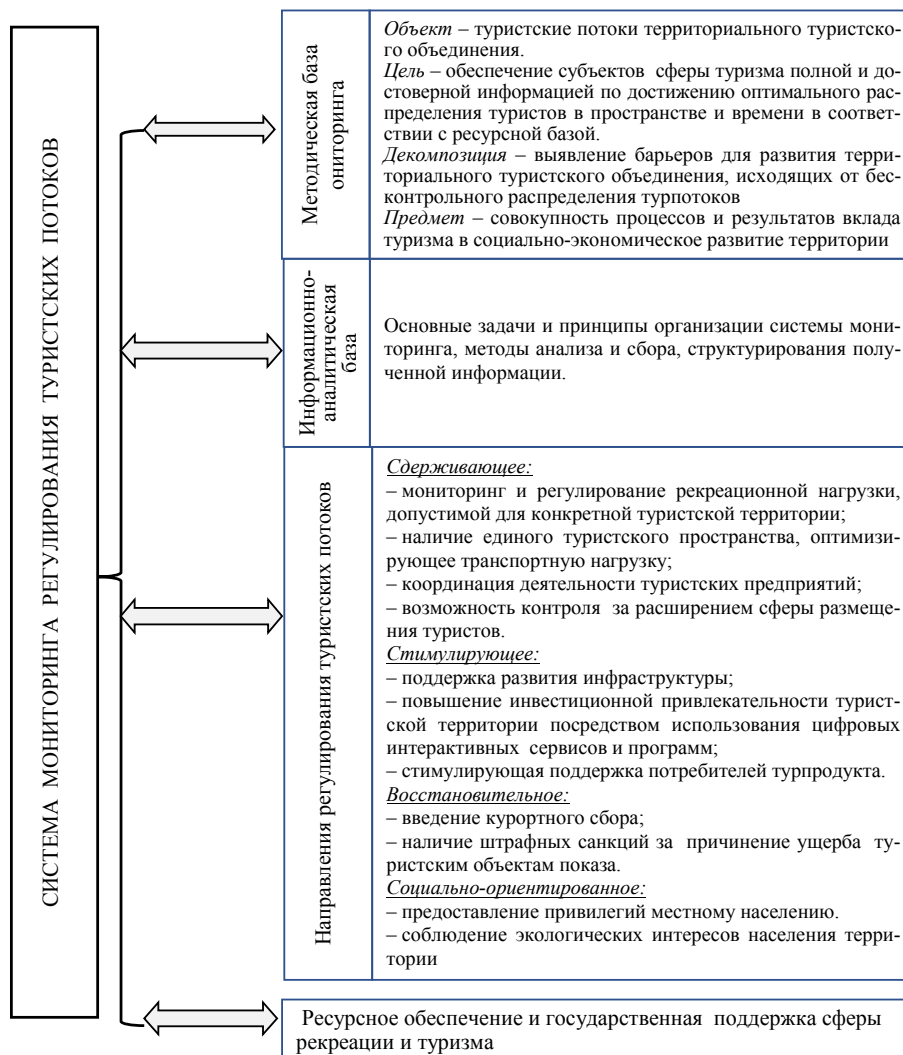 СИСТЕМА МОНИТОРИНГА РЕГУЛИРОВАНИЯ ТУРИСТСКИХ ПОТОКОВ
Методическая база
ониторинга
Объект – туристские потоки территориального туристско-
го объединения.
Цель – обеспечение субъектов сферы туризма полной и до-
стоверной информацией по достижению оптимального рас-
пределения туристов в пространстве и времени в соответ-
ствии с ресурсной базой.
Декомпозиция – выявление барьеров для развития терри-
ториального туристского объединения, исходящих от бес-
контрольного распределения турпотоков
Предмет – совокупность процессов и результатов вклада
туризма в социально-экономическое развитие территории
Информационно-
аналитическая
база
Основные задачи и принципы организации системы мони-
торинга, методы анализа и сбора, структурирования полу-
ченной информации.
Направления регулирования туристских потоков
Сдерживающее:
– мониторинг и регулирование рекреационной нагрузки,
допустимой для конкретной туристской территории;
– наличие единого туристского пространства, оптимизи-
рующее транспортную нагрузку;
– координация деятельности туристских предприятий;
– возможность контроля за расширением сферы размеще-
ния туристов.
Стимулирующее:
– поддержка развития инфраструктуры;
– повышение инвестиционной привлекательности турист-
ской территории посредством использования цифровых
интерактивных сервисов и программ;
– стимулирующая поддержка потребителей турпродукта.
Восстановительное:
– введение курортного сбора;
– наличие штрафных санкций за причинение ущерба ту-
ристским объектам показа.
Социально-ориентированное:
– предоставление привилегий местному населению.
– соблюдение экологических интересов населения терри-
тории
Ресурсное обеспечение и государственная поддержка сферы
рекреации и туризма